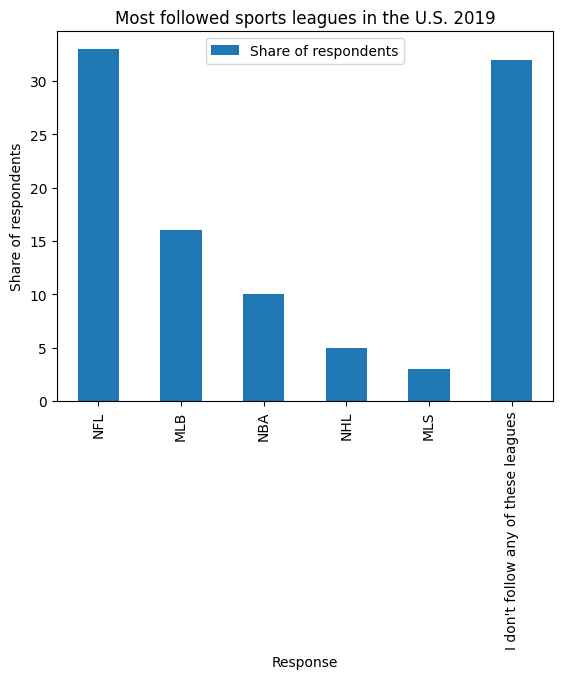 Most followed sports leagues in the U.S. 2019
Share of respondents
Share of respondents
30
25
20
15
10
5
0
NFL
MLB
NBA
NHL
MLS
I don't follow any of these leagues
Response